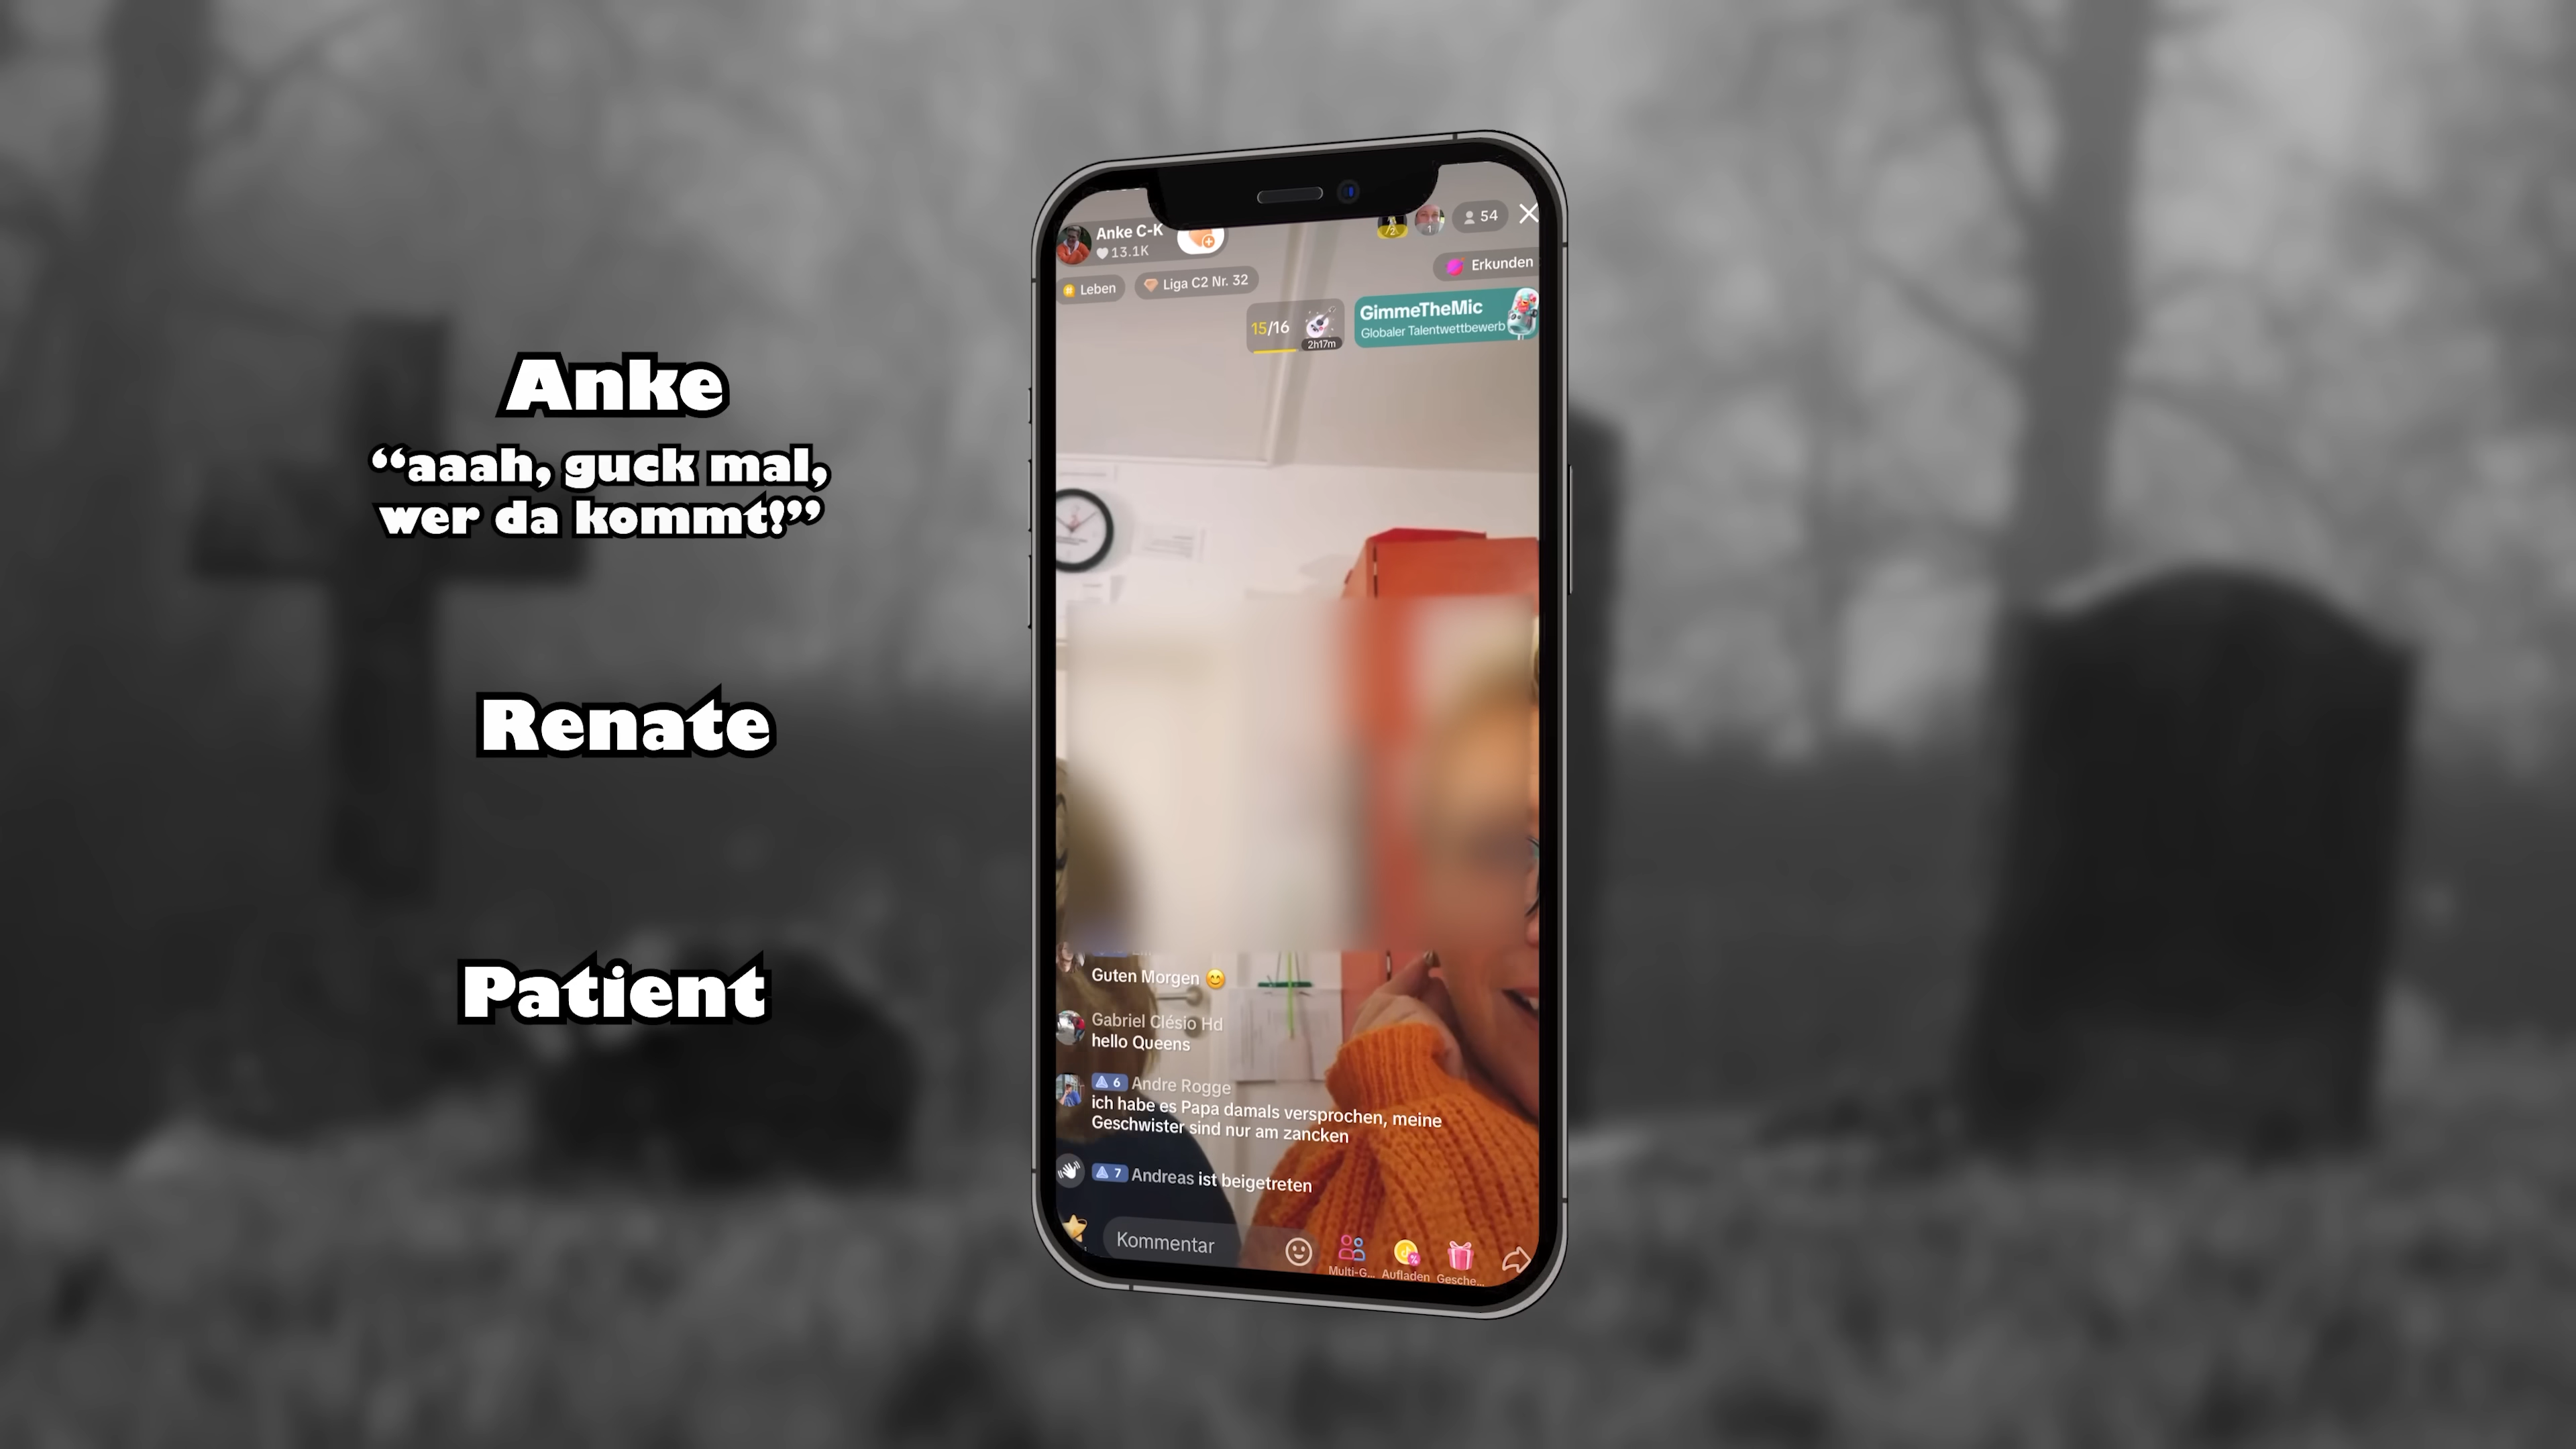 Anke
“aaah, guck mal,
wer da kommt!”
Renate
Patient
Anke C-K
13.1K
54
Leben
Liga C2 Nr. 32
Erkunden
15/16
2h17m
GimmeTheMic
Globaler Talentwettbewerb
Guten Morgen 😊
Gabriel Clésio Hd
hello Queens
6 Andre Rogge
ich habe es Papa damals versprochen, meine
Geschwister sind nur am zancken
7 Andreas ist beigetreten
Kommentar
Multi-G... Aufladen Gesche...